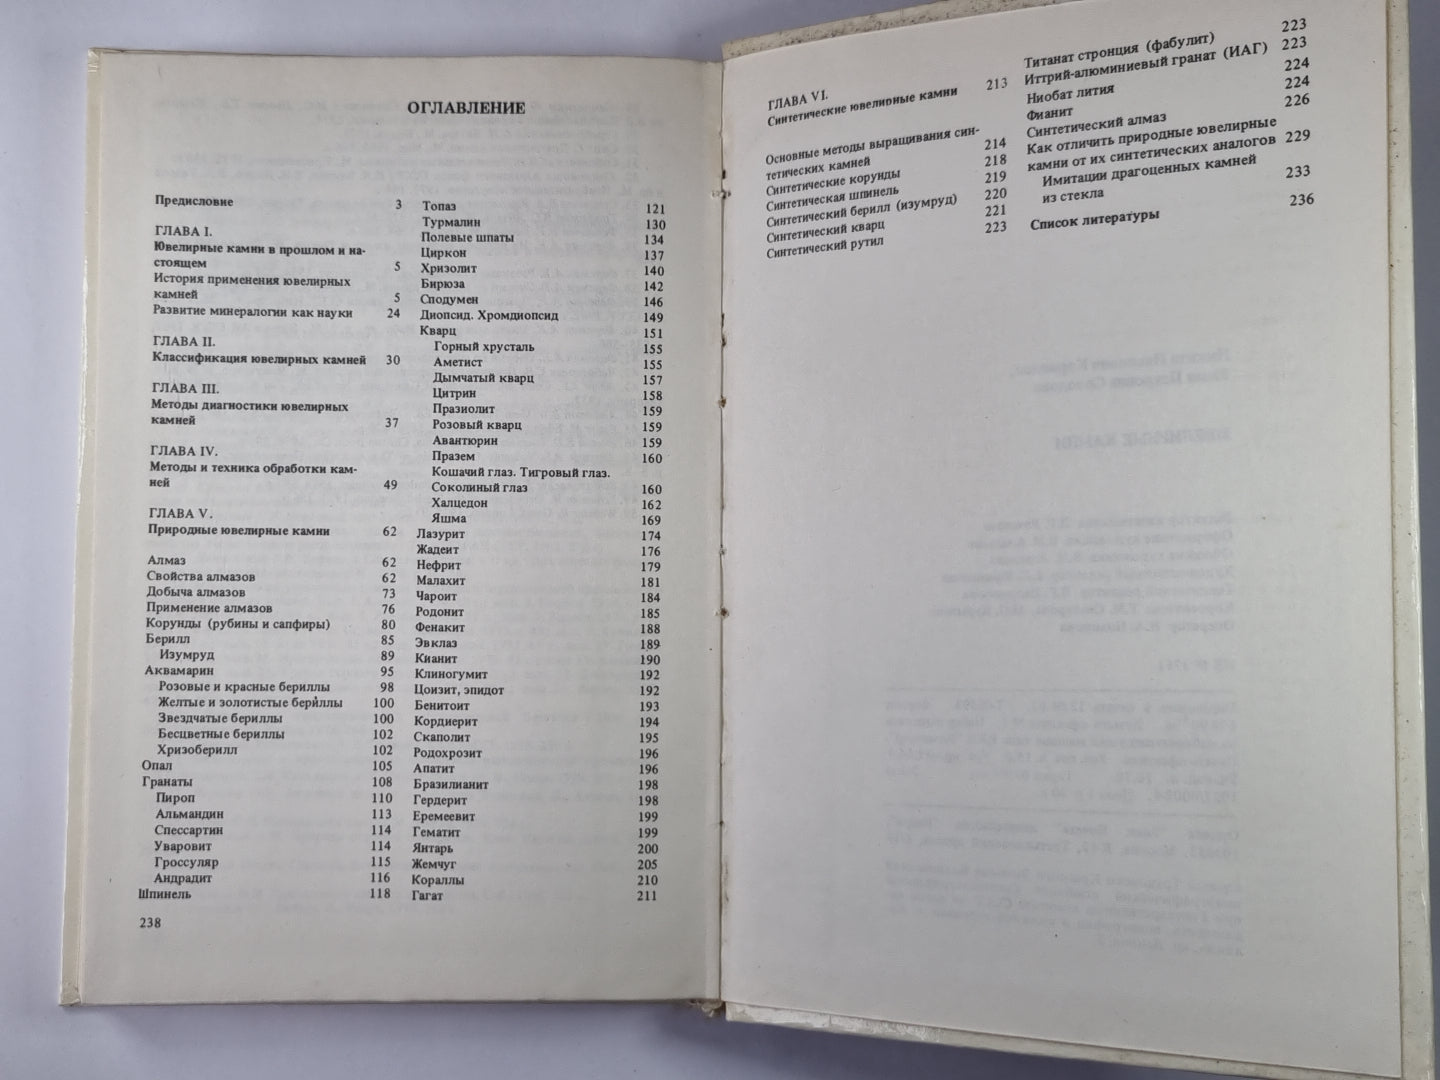 ОГЛАВЛЕНИЕ
Предисловие 3
ГЛАВА I.
Ювелирные камни в прошлом и на-
стоящем 5
История применения ювелирных
камней 5
Развитие минералогии как науки 24
ГЛАВА II.
Классификация ювелирных камней 30
ГЛАВА III.
Методы диагностики ювелирных
камней 37
ГЛАВА IV.
Методы и техника обработки кам-
ней 49
ГЛАВА V.
Природные ювелирные камни 62
Алмаз 62
Свойства алмазов 62
Добыча алмазов 73
Применение алмазов 76
Корунды (рубины и сапфиры) 80
Берилл 85
Изумруд 89
Аквамарин 95
Розовые и красные бериллы 98
Желтые и золотистые бериллы 100
Звездчатые бериллы 100
Бесцветные бериллы 102
Хризоберилл 102
Опал 105
Гранаты 108
Пироп 110
Альмандин 113
Спессартин 114
Уваровит 114
Гроссуляр 115
Андрадит 116
Шпинель 118
238
Топаз 121
Турмалин 130
Полевые шпаты 134
Циркон 137
Хризолит 140
Бирюза 142
Сподумен 146
Диопсид. Хромдиопсид 149
Кварц 151
Горный хрусталь 155
Аметист 155
Дымчатый кварц 157
Цитрин 158
Празиолит 159
Розовый кварц 159
Авантюрин 159
Празем 160
Кошачий глаз. Тигровый глаз.
Соколиный глаз 160
Халцедон 162
Яшма 169
Лазурит 174
Жадеит 176
Нефрит 179
Малахит 181
Чароит 184
Родонит 185
Фенакит 188
Эвклаз 189
Кианит 190
Клиногумит 192
Цоизит, эпидот 192
Бенитоит 193
Кордиерит 194
Скаполит 195
Родохрозит 196
Апатит 196
Бразилианит 198
Гердерит 198
Еремеевит 199
Гематит 199
Янтарь 200
Жемчуг 205
Кораллы 210
Гагат 211
ГЛАВА VI.
Синтетические ювелирные камни 213
Основные методы выращивания син-
тетических камней 214
Синтетические корунды 218
Синтетическая шпинель 219
Синтетический берилл (изумруд) 220
Синтетический кварц 221
Синтетический рутил 223
Титанат стронция (фабулит) 223
Иттрий-алюминиевый гранат (ИАГ) 223
Ниобат лития 224
Фианит 224
Синтетический алмаз 226
Как отличить природные ювелирные
камни от их синтетических аналогов 229
Имитации драгоценных камней
из стекла 233
Список литературы 236